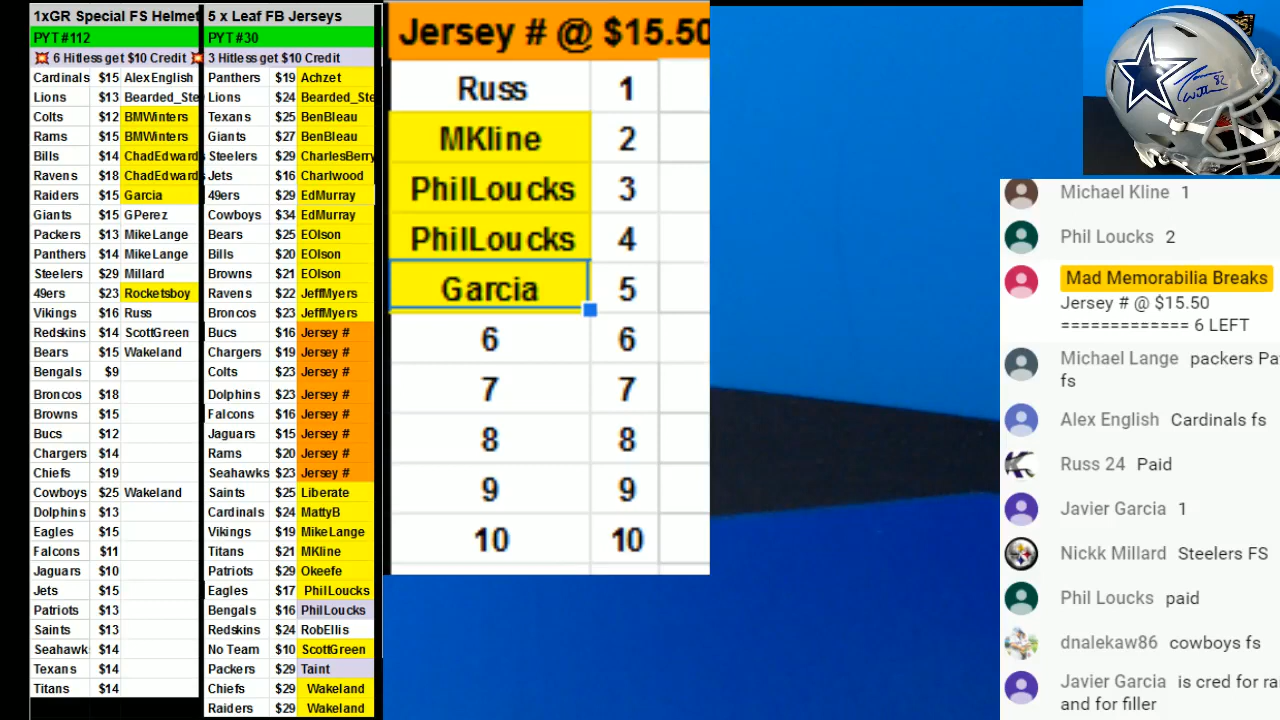 1xGR Special FS Helmet
PYT #112
💥 6 Hitless get $10 Credit 💥
Cardinals $15 AlexEnglish
Lions $13 Bearded_Ste
Colts $12 BMWinters
Rams $15 BMWinters
Bills $14 ChadEdwards
Ravens $18 ChadEdwards
Raiders $15 Garcia
Giants $15 GPerez
Packers $13 MikeLange
Panthers $14 MikeLange
Steelers $29 Millard
49ers $23 Rocketsboy
Vikings $16 Russ
Redskins $14 ScottGreen
Bears $15 Wakeland
Bengals $9
Broncos $18
Browns $15
Bucs $12
Chargers $14
Chiefs $19
Cowboys $25 Wakeland
Dolphins $13
Eagles $15
Falcons $11
Jaguars $10
Jets $15
Patriots $13
Saints $13
Seahawk $14
Texans $14
Titans $14
5 x Leaf FB Jerseys
PYT #30
3 Hitless get $10 Credit
Panthers $19 Achzet
Lions $24 Bearded_Ste
Texans $25 BenBleau
Giants $27 BenBleau
Steelers $29 CharlesBerry
Jets $16 Charlwood
49ers $29 EdMurray
Cowboys $34 EdMurray
Bears $25 EOlson
Bills $20 EOlson
Browns $21 EOlson
Ravens $22 JeffMyers
Broncos $23 JeffMyers
Bucs $16 Jersey #
Chargers $19 Jersey #
Colts $23 Jersey #
Dolphins $23 Jersey #
Falcons $16 Jersey #
Jaguars $15 Jersey #
Rams $20 Jersey #
Seahawks $23 Jersey #
Saints $25 Liberate
Cardinals $24 MattyB
Vikings $19 MikeLange
Titans $21 MKline
Patriots $29 Okeefe
Eagles $17 PhilLoucks
Bengals $16 PhilLoucks
Redskins $24 RobEllis
No Team $10 ScottGreen
Packers $29 Taint
Chiefs $29 Wakeland
Raiders $29 Wakeland
Jersey # @ $15.50
Russ 1
MKline 2
PhilLoucks 3
PhilLoucks 4
Garcia 5
6 6
7 7
8 8
9 9
10 10
82
Michael Kline 1
Phil Loucks 2
Mad Memorabilia Breaks
Jersey # @ $15.50
============= 6 LEFT
Michael Lange packers Pa
fs
Alex English Cardinals fs
Russ 24 Paid
Javier Garcia 1
Nickk Millard Steelers FS
Phil Loucks paid
dnalekaw86 cowboys fs
Javier Garcia is cred for ra
and for filler